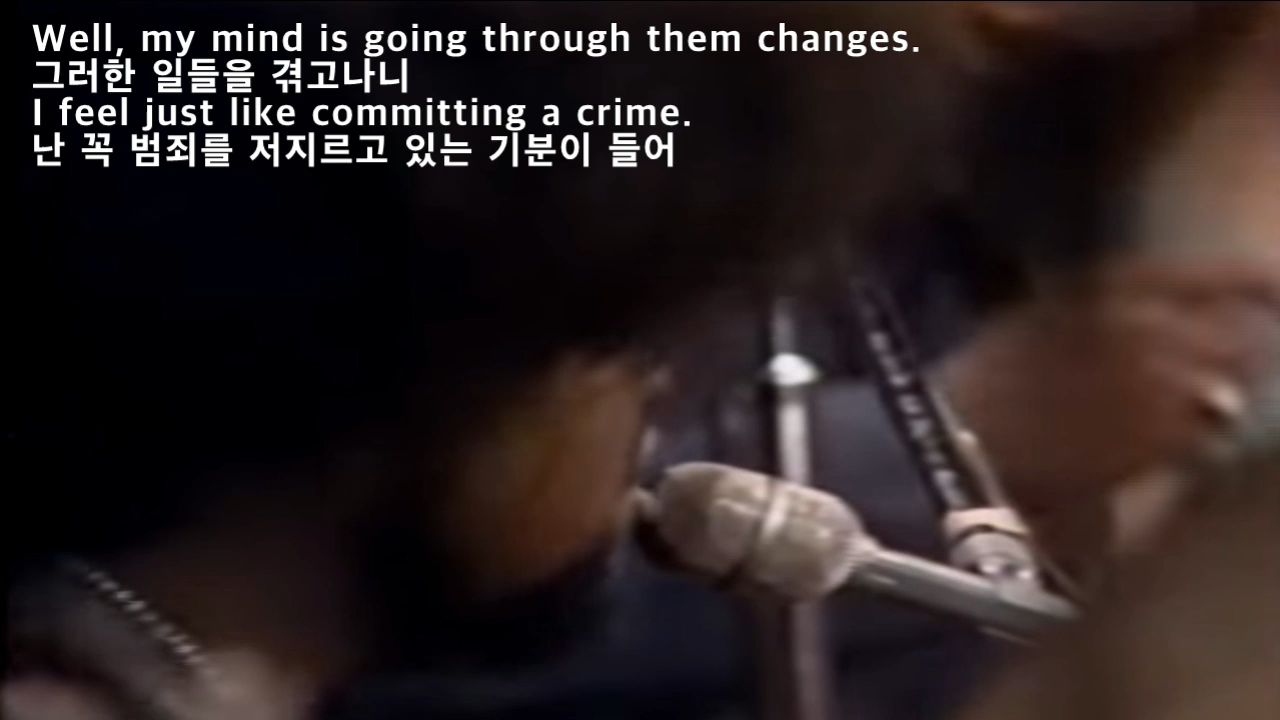 Well, my mind is going through them changes.
그러한 일들을 겪고나니
I feel just like committing a crime.
난 꼭 범죄를 저지르고 있는 기분이 들어